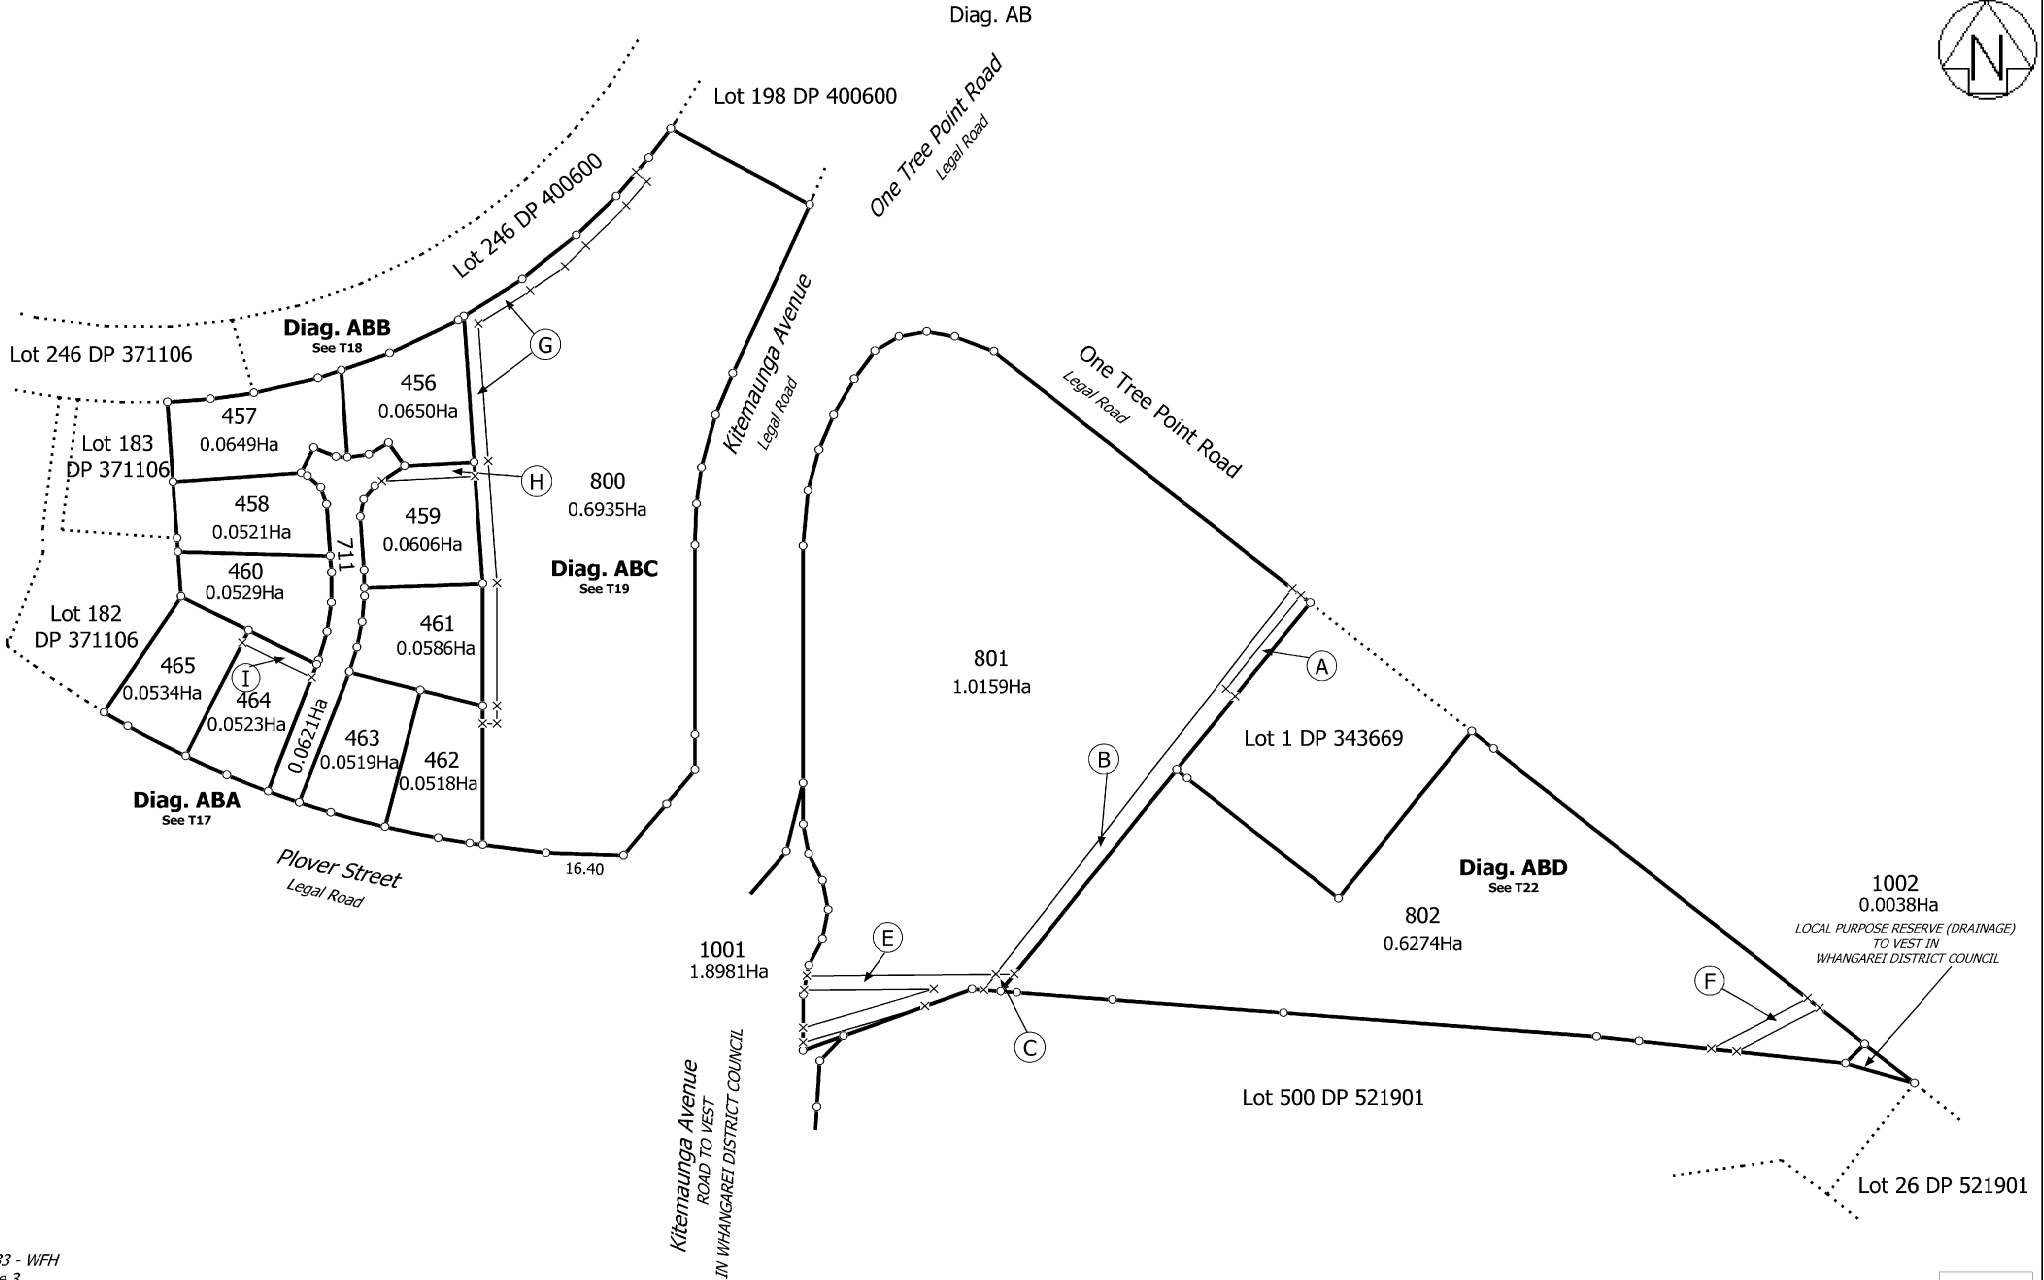 Diag. AB
N
Lot 198 DP 400600
One Tree Point Road
Legal Road
Lot 246 DP 400600
Diag. ABB
See T18
Lot 246 DP 371106
G
456
0.0650Ha
457
0.0649Ha
Kitemaunga Avenue
Legal Road
One Tree Point Road
Legal Road
Lot 183
DP 371106
H
800
0.6935Ha
458
0.0521Ha
459
0.0606Ha
711
0.0621Ha
Diag. ABC
See T19
460
0.0529Ha
Lot 182
DP 371106
461
0.0586Ha
465
0.0534Ha
I
464
0.0523Ha
801
1.0159Ha
A
463
0.0519Ha
462
0.0518Ha
Lot 1 DP 343669
B
Diag. ABA
See T17
Plover Street
Legal Road
16.40
Diag. ABD
See T22
802
0.6274Ha
1002
0.0038Ha
LOCAL PURPOSE RESERVE (DRAINAGE)
TO VEST IN
WHANGAREI DISTRICT COUNCIL
1001
1.8981Ha
E
F
C
Kitemaunga Avenue
ROAD TO VEST
IN WHANGAREI DISTRICT COUNCIL
Lot 500 DP 521901
Lot 26 DP 521901
33 - WFH
e 3